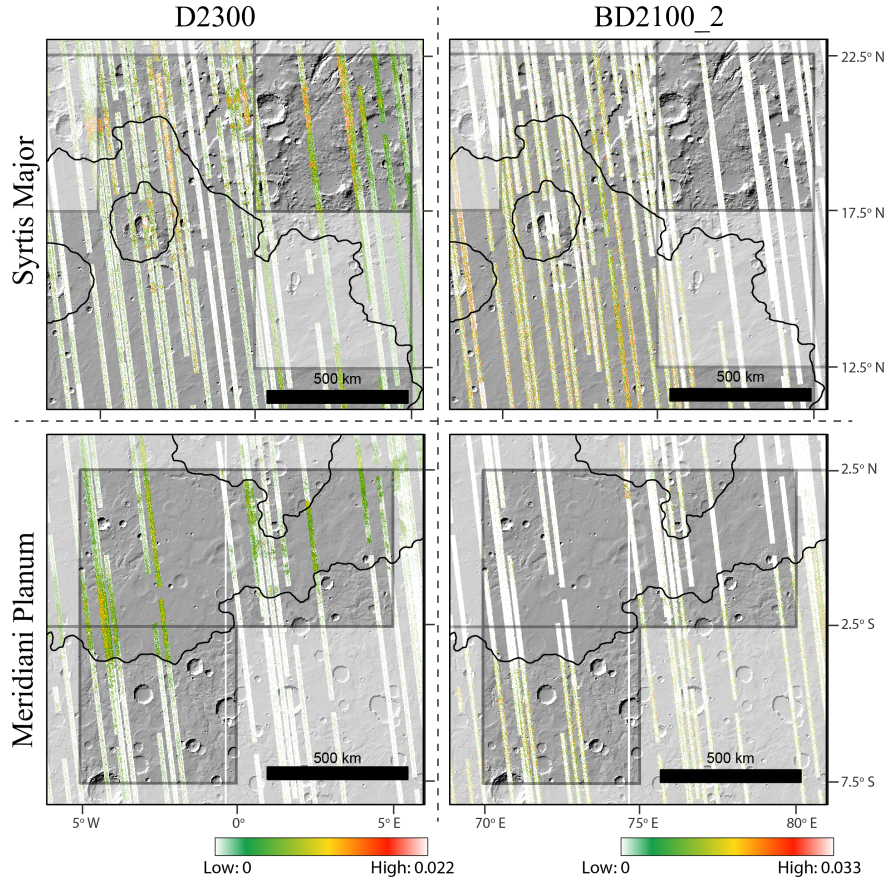 D2300
BD2100_2
Syrtis Major
22.5° N
17.5° N
12.5° N
500 km
500 km
Meridiani Planum
2.5° N
2.5° S
7.5° S
500 km
500 km
5° W
0°
5° E
70° E
75° E
80° E
Low: 0
High: 0.022
Low: 0
High: 0.033